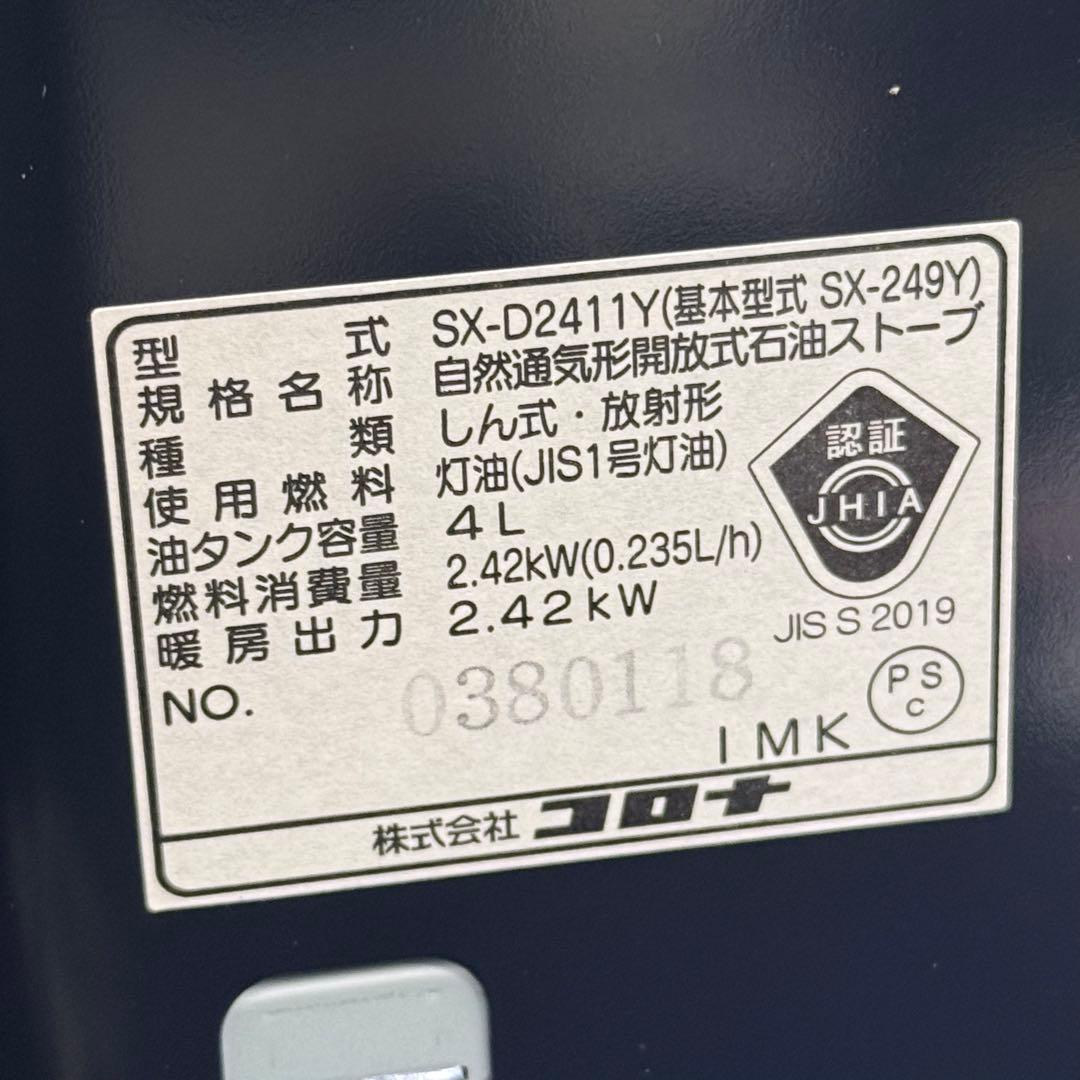 型式 SX-D2411Y(基本型式 SX-249Y)
規格名称 自然通気形開放式石油ストーブ
種類 しん式・放射形
使用燃料 灯油(JIS1号灯油)
油タンク容量 4L
燃料消費量 2.42kW(0.235L/h)
暖房出力 2.42kW
認証
JHIA
JIS S 2019
NO. 0380118
PS
C
IMK
株式会社 コロナ